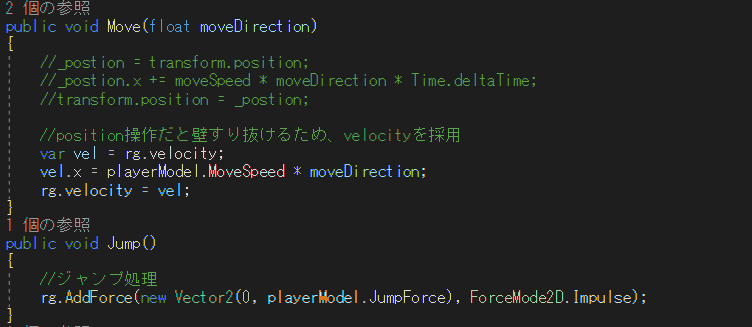 2 個の参照
public void Move(float moveDirection)
{
//_postion = transform.position;
//_postion.x += moveSpeed * moveDirection * Time.deltaTime;
//transform.position = _postion;
//position操作だと壁すり抜けるため、velocityを採用
var vel = rg.velocity;
vel.x = playerModel.MoveSpeed * moveDirection;
rg.velocity = vel;
}
1 個の参照
public void Jump()
{
//ジャンプ処理
rg.AddForce(new Vector2(0, playerModel.JumpForce), ForceMode2D.Impulse);
}